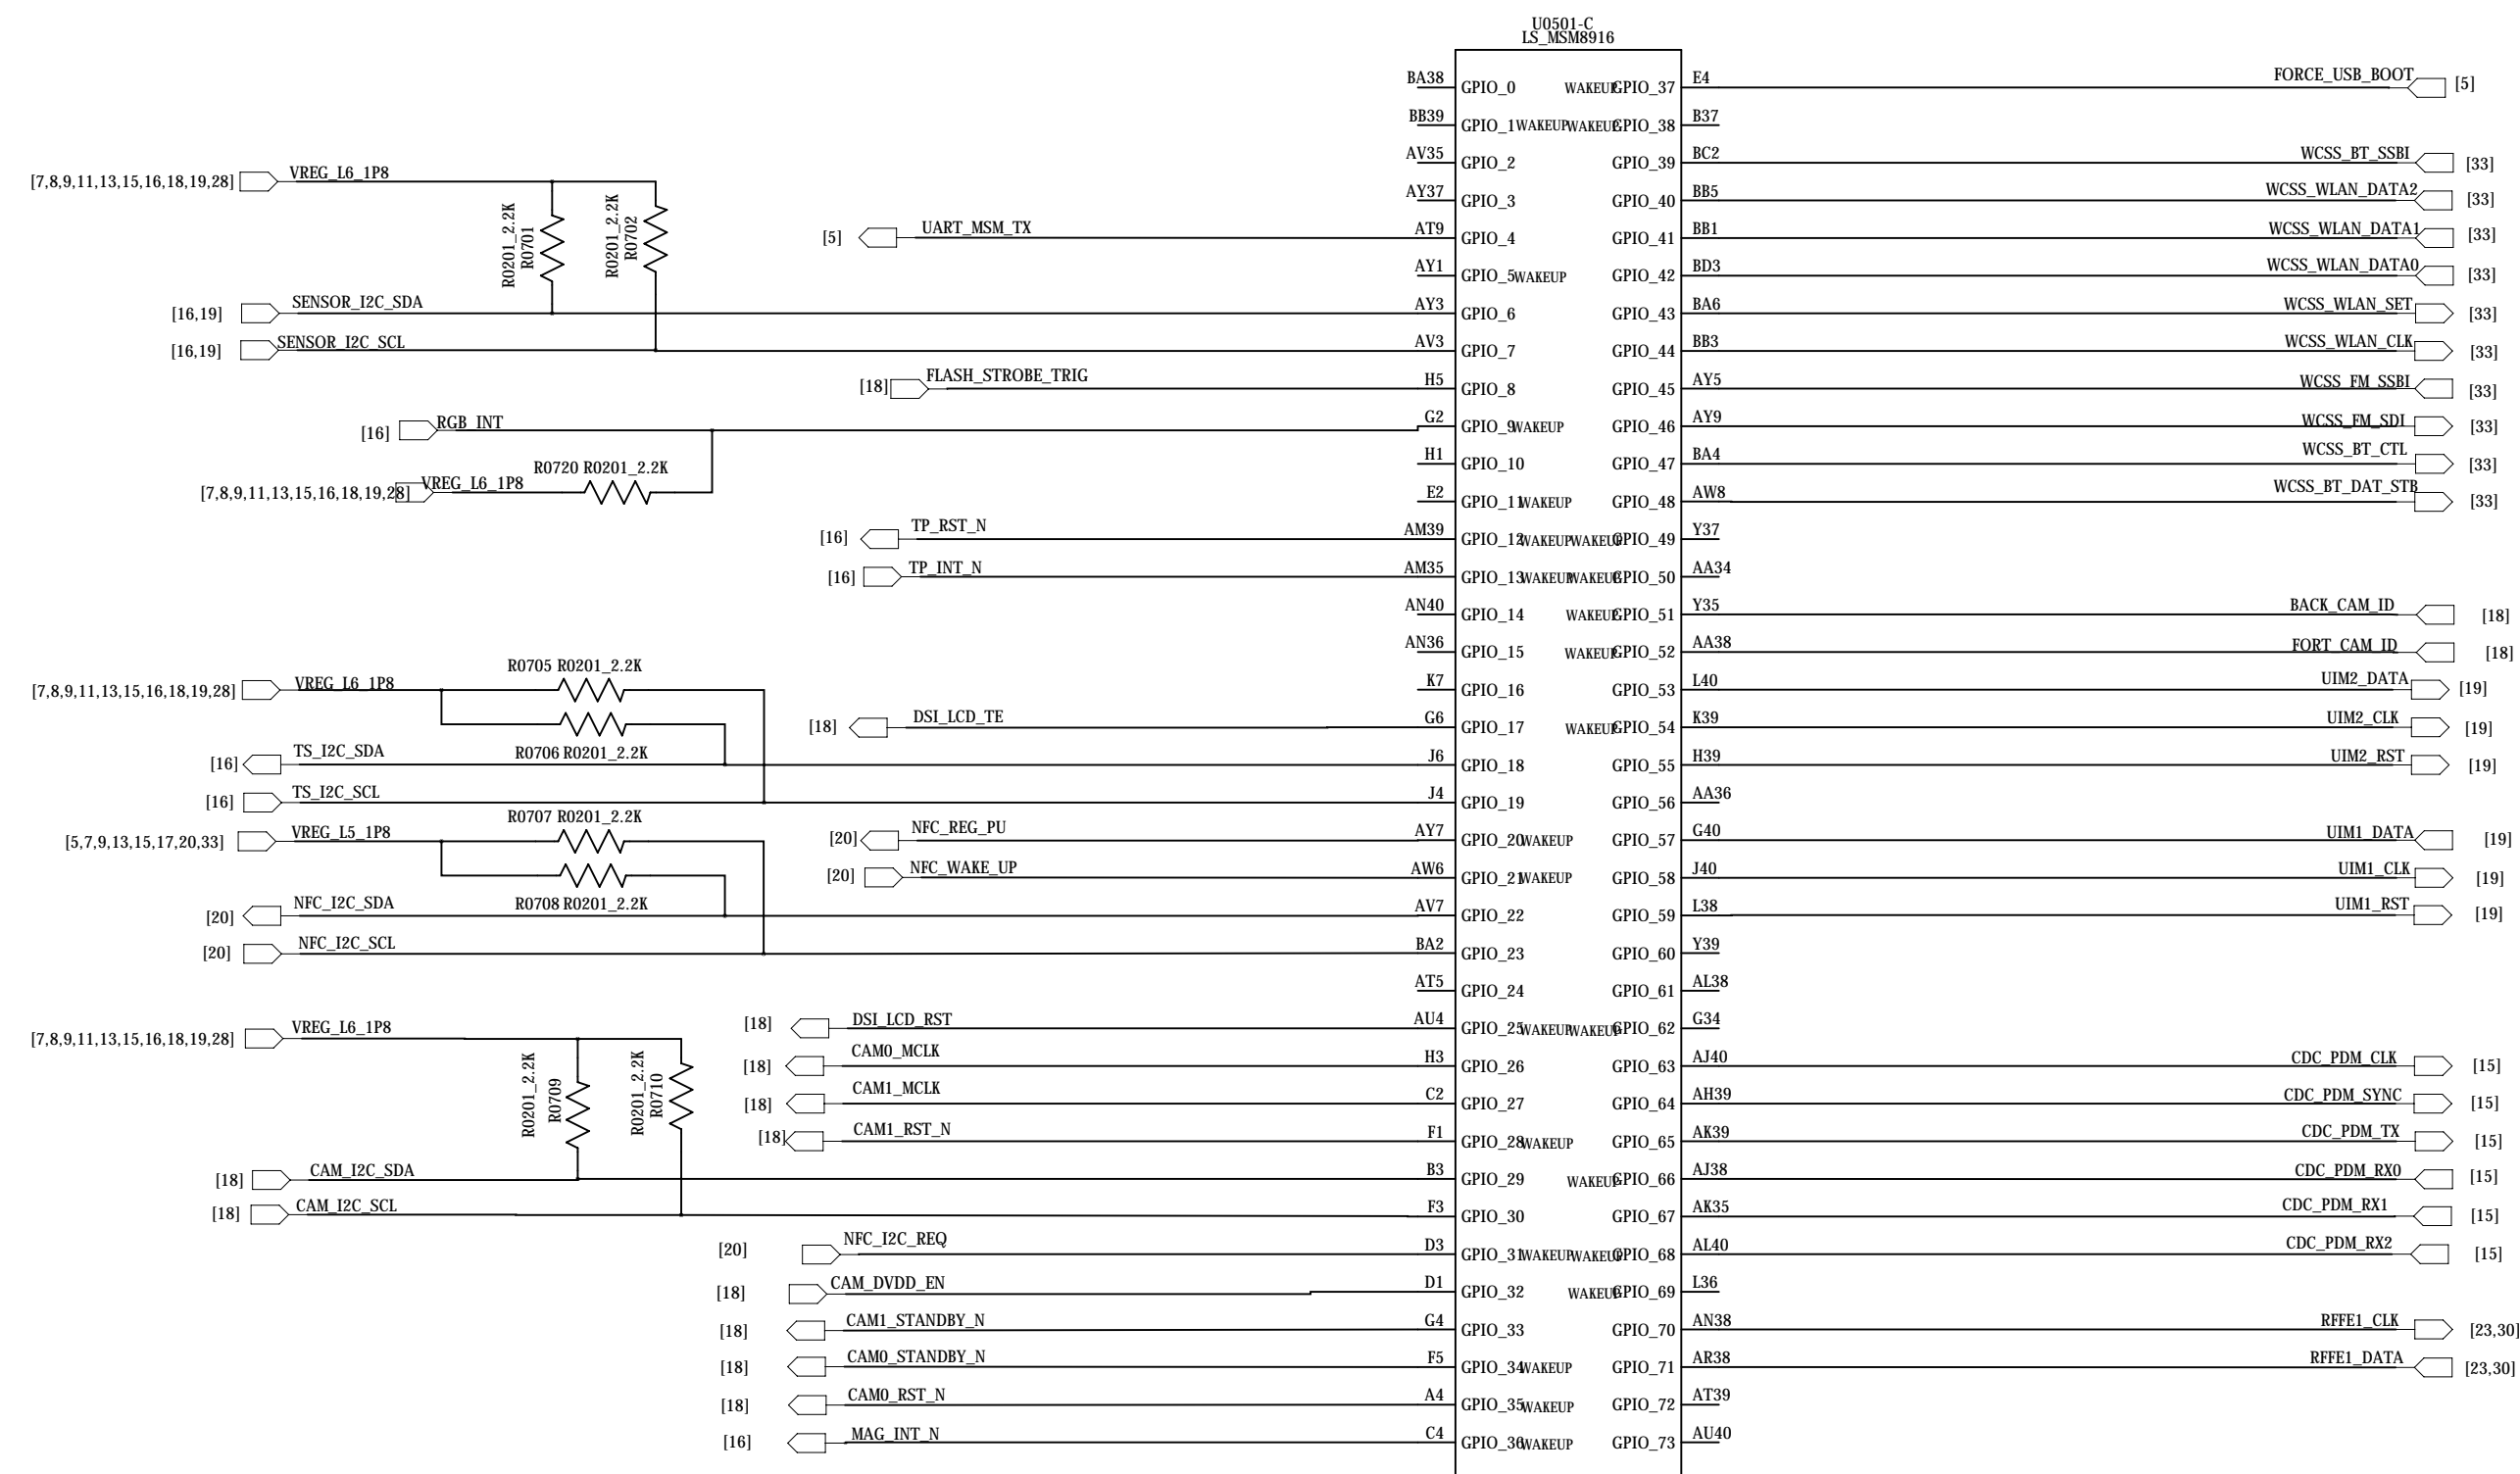 U0501-C
LS_MSM8916
BA38 GPIO_0 WAKEUP GPIO_37 E4 FORCE_USB_BOOT [5]
BB39 GPIO_1 WAKEUP WAKEUP GPIO_38 B37
AV35 GPIO_2 GPIO_39 BC2 WCSS_BT_SSBI [33]
[7,8,9,11,13,15,16,18,19,28] VREG_L6_1P8
AY37 GPIO_3 GPIO_40 BB5 WCSS_WLAN_DATA2 [33]
R0201_2.2K
R0701
R0201_2.2K
R0702
[5] UART_MSM_TX AT9 GPIO_4 GPIO_41 BB1 WCSS_WLAN_DATA1 [33]
AY1 GPIO_5 WAKEUP GPIO_42 BD3 WCSS_WLAN_DATA0 [33]
[16,19] SENSOR_I2C_SDA AY3 GPIO_6 GPIO_43 BA6 WCSS_WLAN_SET [33]
[16,19] SENSOR_I2C_SCL AV3 GPIO_7 GPIO_44 BB3 WCSS_WLAN_CLK [33]
[18] FLASH_STROBE_TRIG H5 GPIO_8 GPIO_45 AY5 WCSS_FM_SSBI [33]
[16] RGB_INT G2 GPIO_9 WAKEUP GPIO_46 AY9 WCSS_FM_SDI [33]
H1 GPIO_10 GPIO_47 BA4 WCSS_BT_CTL [33]
R0720 R0201_2.2K
[7,8,9,11,13,15,16,18,19,28] VREG_L6_1P8
E2 GPIO_11 WAKEUP GPIO_48 AW8 WCSS_BT_DAT_STB [33]
[16] TP_RST_N AM39 GPIO_12 WAKEUP WAKEUP GPIO_49 Y37
[16] TP_INT_N AM35 GPIO_13 WAKEUP WAKEUP GPIO_50 AA34
AN40 GPIO_14 WAKEUP GPIO_51 Y35 BACK_CAM_ID [18]
AN36 GPIO_15 WAKEUP GPIO_52 AA38 FORT_CAM_ID [18]
R0705 R0201_2.2K
[7,8,9,11,13,15,16,18,19,28] VREG_L6_1P8 K7 GPIO_16 GPIO_53 L40 UIM2_DATA [19]
[18] DSI_LCD_TE G6 GPIO_17 WAKEUP GPIO_54 K39 UIM2_CLK [19]
R0706 R0201_2.2K
[16] TS_I2C_SDA J6 GPIO_18 GPIO_55 H39 UIM2_RST [19]
[16] TS_I2C_SCL J4 GPIO_19 GPIO_56 AA36
R0707 R0201_2.2K
[5,7,9,13,15,17,20,33] VREG_L5_1P8 [20] NFC_REG_PU AY7 GPIO_20 WAKEUP GPIO_57 G40 UIM1_DATA [19]
[20] NFC_WAKE_UP AW6 GPIO_21 WAKEUP GPIO_58 J40 UIM1_CLK [19]
R0708 R0201_2.2K
[20] NFC_I2C_SDA AV7 GPIO_22 GPIO_59 L38 UIM1_RST [19]
[20] NFC_I2C_SCL BA2 GPIO_23 GPIO_60 Y39
AT5 GPIO_24 GPIO_61 AL38
[7,8,9,11,13,15,16,18,19,28] VREG_L6_1P8 [18] DSI_LCD_RST AU4 GPIO_25 WAKEUP WAKEUP GPIO_62 G34
R0201_2.2K
R0709
R0201_2.2K
R0710
[18] CAM0_MCLK H3 GPIO_26 GPIO_63 AJ40 CDC_PDM_CLK [15]
[18] CAM1_MCLK C2 GPIO_27 GPIO_64 AH39 CDC_PDM_SYNC [15]
[18] CAM1_RST_N F1 GPIO_28 WAKEUP GPIO_65 AK39 CDC_PDM_TX [15]
[18] CAM_I2C_SDA B3 GPIO_29 WAKEUP GPIO_66 AJ38 CDC_PDM_RX0 [15]
[18] CAM_I2C_SCL F3 GPIO_30 GPIO_67 AK35 CDC_PDM_RX1 [15]
[20] NFC_I2C_REQ D3 GPIO_31 WAKEUP WAKEUP GPIO_68 AL40 CDC_PDM_RX2 [15]
[18] CAM_DVDD_EN D1 GPIO_32 WAKEUP GPIO_69 L36
[18] CAM1_STANDBY_N G4 GPIO_33 GPIO_70 AN38 RFFE1_CLK [23,30]
[18] CAM0_STANDBY_N F5 GPIO_34 WAKEUP GPIO_71 AR38 RFFE1_DATA [23,30]
[18] CAM0_RST_N A4 GPIO_35 WAKEUP GPIO_72 AT39
[16] MAG_INT_N C4 GPIO_36 WAKEUP GPIO_73 AU40